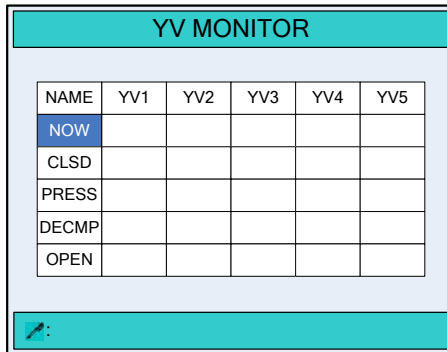 YV MONITOR
NAME YV1 YV2 YV3 YV4 YV5
NOW
CLSD
PRESS
DECMP
OPEN
: